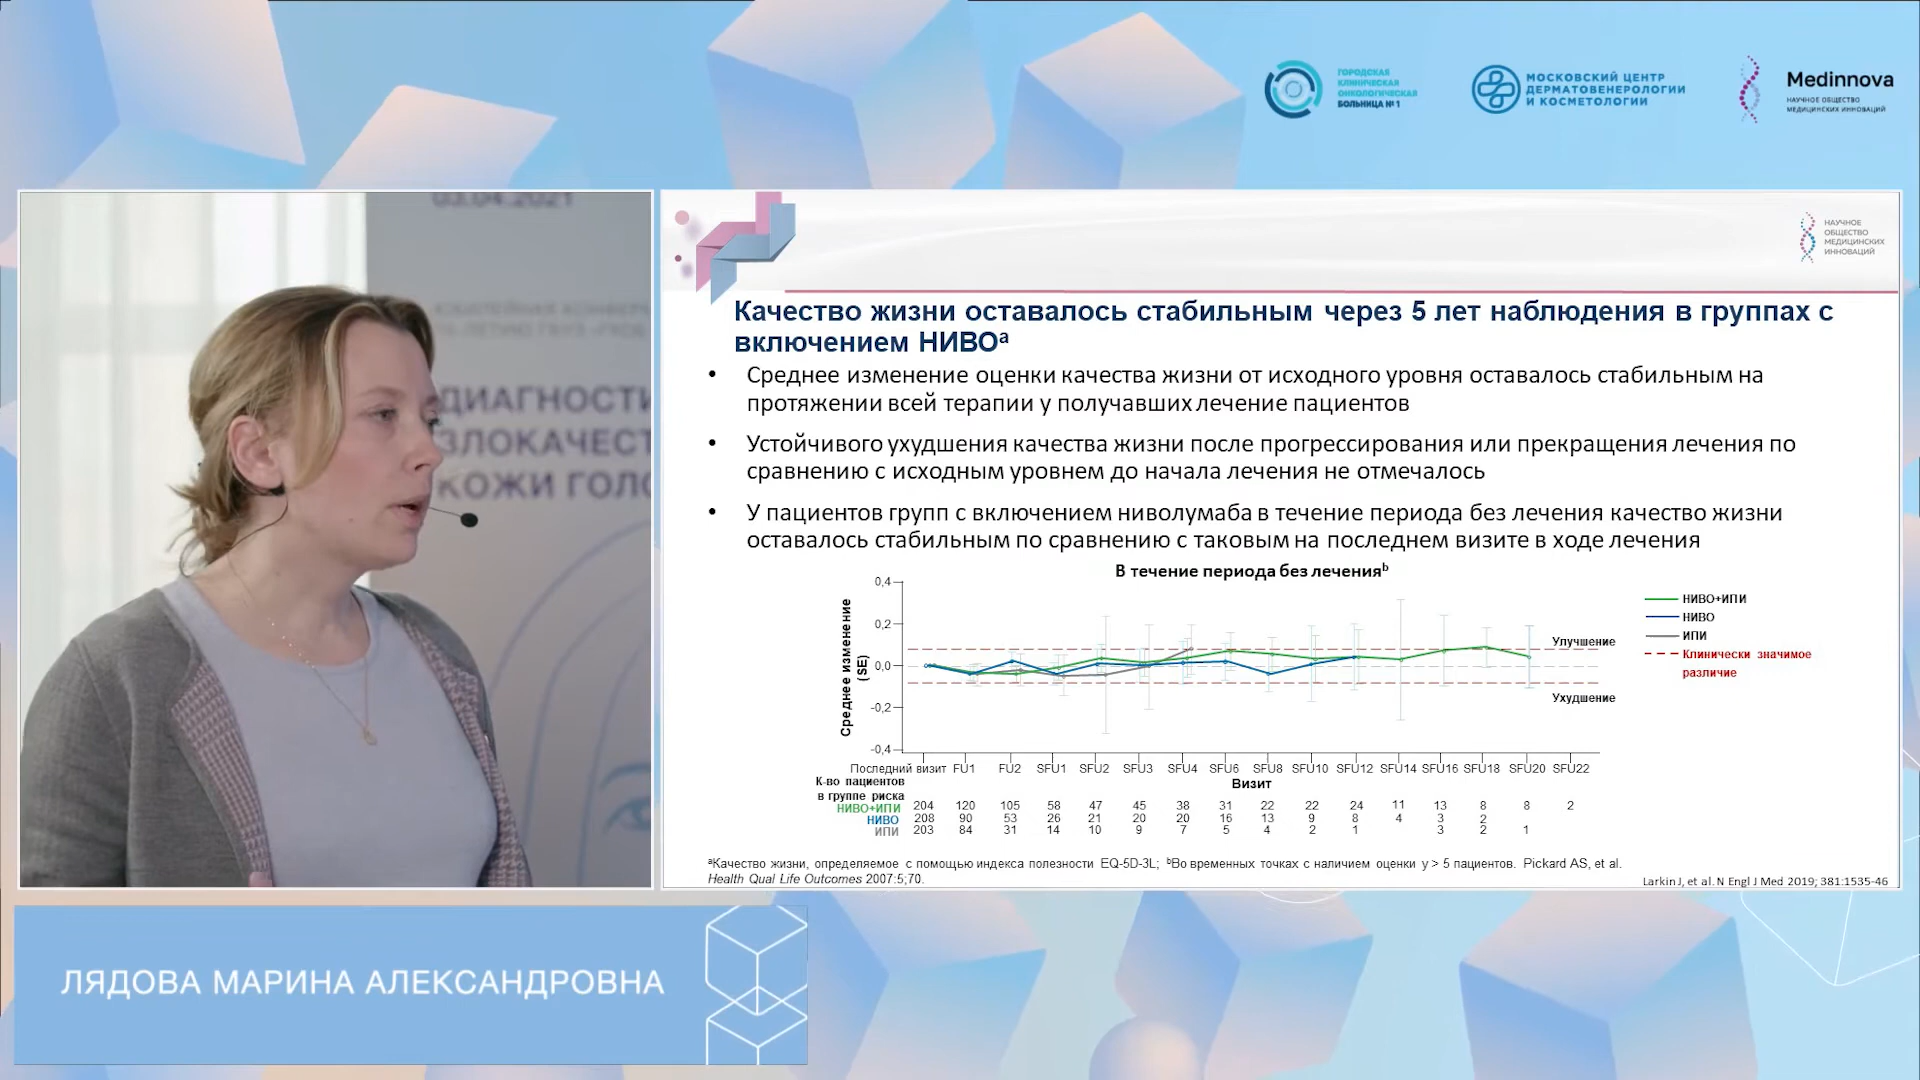 ГОРОДСКАЯ
КЛИНИЧЕСКАЯ
ОНКОЛОГИЧЕСКАЯ
БОЛЬНИЦА № 1
МОСКОВСКИЙ ЦЕНТР
ДЕРМАТОВЕНЕРОЛОГИИ
И КОСМЕТОЛОГИИ
Medinnova
НАУЧНОЕ ОБЩЕСТВО
МЕДИЦИНСКИХ ИННОВАЦИЙ
03.04.2021
ДИАГНОСТИ
ЗЛОКАЧЕСТ
КОЖИ ГОЛО
НАУЧНОЕ
ОБЩЕСТВО
МЕДИЦИНСКИХ
ИННОВАЦИЙ
Качество жизни оставалось стабильным через 5 лет наблюдения в группах с
включением НИВОᵃ
• Среднее изменение оценки качества жизни от исходного уровня оставалось стабильным на
протяжении всей терапии у получавших лечение пациентов
• Устойчивого ухудшения качества жизни после прогрессирования или прекращения лечения по
сравнению с исходным уровнем до начала лечения не отмечалось
• У пациентов групп с включением ниволумаба в течение периода без лечения качество жизни
оставалось стабильным по сравнению с таковым на последнем визите в ходе лечения
В течение периода без леченияᵇ
Среднее изменение
(SE)
0,4
0,2
0,0
-0,2
-0,4
Улучшение
Ухудшение
НИВО+ИПИ
НИВО
ИПИ
Клинически значимое
различие
Последний визит FU1 FU2 SFU1 SFU2 SFU3 SFU4 SFU6 SFU8 SFU10 SFU12 SFU14 SFU16 SFU18 SFU20 SFU22
Визит
К-во пациентов
в группе риска
НИВО+ИПИ 204 120 105 58 47 45 38 31 22 22 24 11 13 8 8 2
НИВО 208 90 53 26 21 20 20 16 13 9 8 4 3 2
ИПИ 203 84 31 14 10 9 7 5 4 2 1 3 2 1
ᵃКачество жизни, определяемое с помощью индекса полезности EQ-5D-3L; ᵇВо временных точках с наличием оценки у > 5 пациентов. Pickard AS, et al.
Health Qual Life Outcomes 2007:5;70.
Larkin J, et al. N Engl J Med 2019; 381:1535-46
ЛЯДОВА МАРИНА АЛЕКСАНДРОВНА